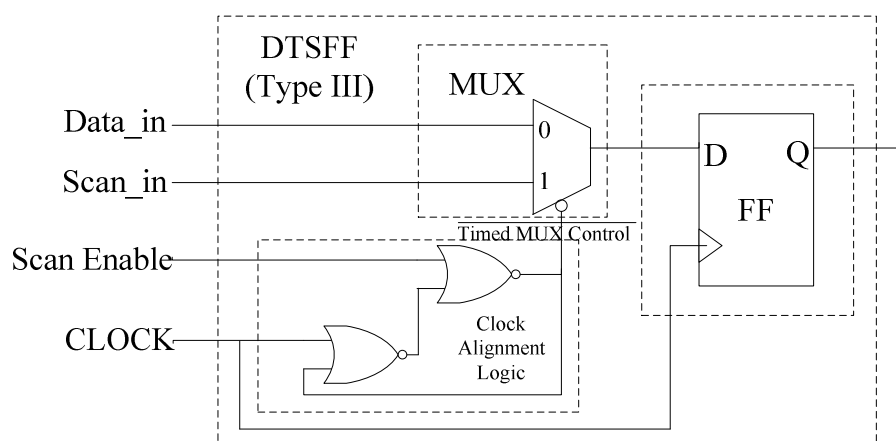 DTSFF
(Type III)
MUX
Data_in
0
Scan_in
1
D
Q
FF
Timed MUX Control
Scan Enable
CLOCK
Clock
Alignment
Logic